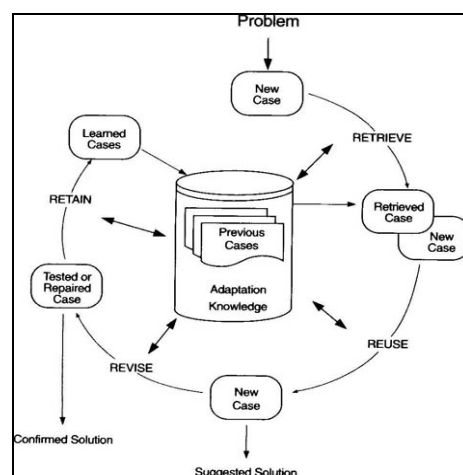 Problem
New
Case
RETRIEVE
Learned
Cases
RETAIN
Previous
Cases
Retrieved
Case
New
Case
Adaptation
Knowledge
Tested or
Repaired
Case
REUSE
REVISE
New
Case
Confirmed Solution
Suggested Solution